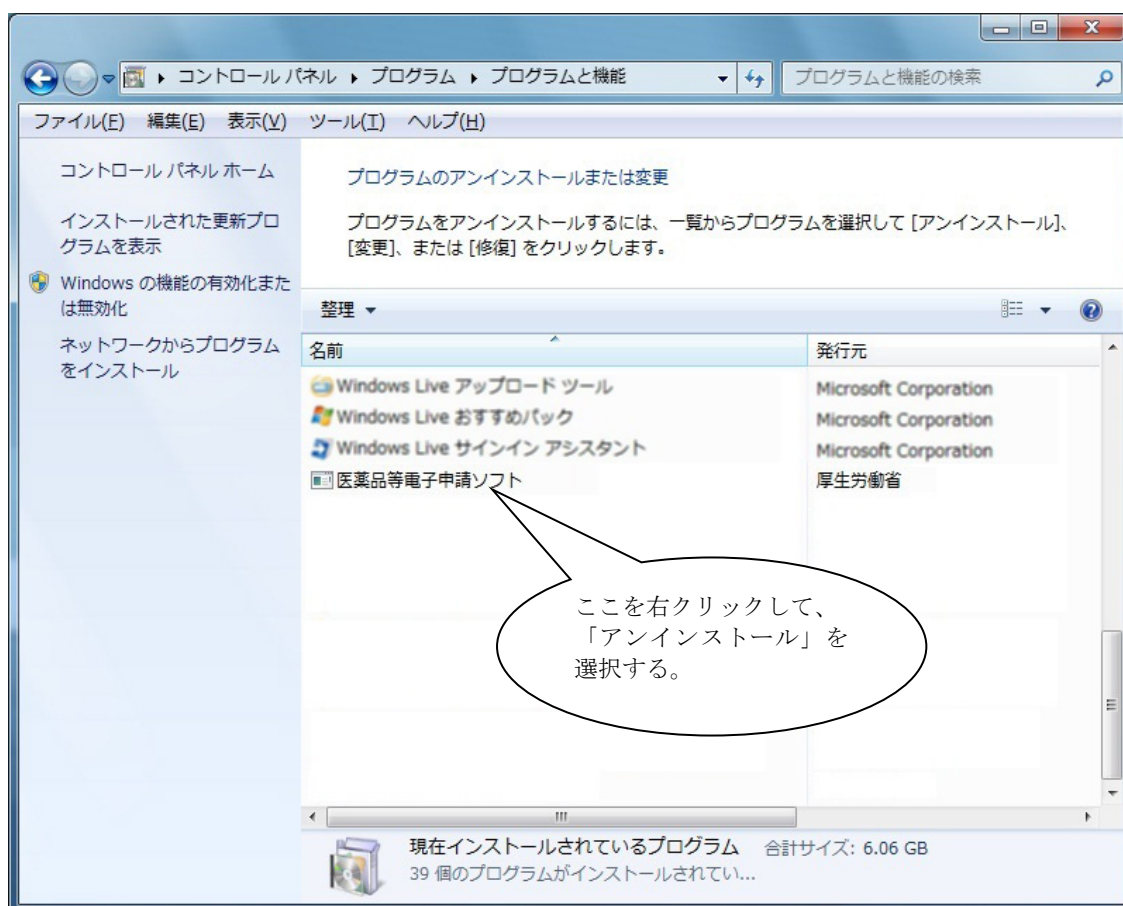 コントロール パネル ▸ プログラム ▸ プログラムと機能
プログラムと機能の検索
ファイル(F) 編集(E) 表示(V) ツール(T) ヘルプ(H)
コントロール パネル ホーム
インストールされた更新プロ
グラムを表示
Windows の機能の有効化また
は無効化
ネットワークからプログラム
をインストール
プログラムのアンインストールまたは変更
プログラムをアンインストールするには、一覧からプログラムを選択して [アンインストール]、
[変更]、または [修復] をクリックします。
整理
名前 発行元
Windows Live アップロード ツール Microsoft Corporation
Windows Live おすすめパック Microsoft Corporation
Windows Live サインイン アシスタント Microsoft Corporation
医薬品等電子申請ソフト 厚生労働省
ここを右クリックして、
「アンインストール」を
選択する。
現在インストールされているプログラム 合計サイズ: 6.06 GB
39 個のプログラムがインストールされてい...